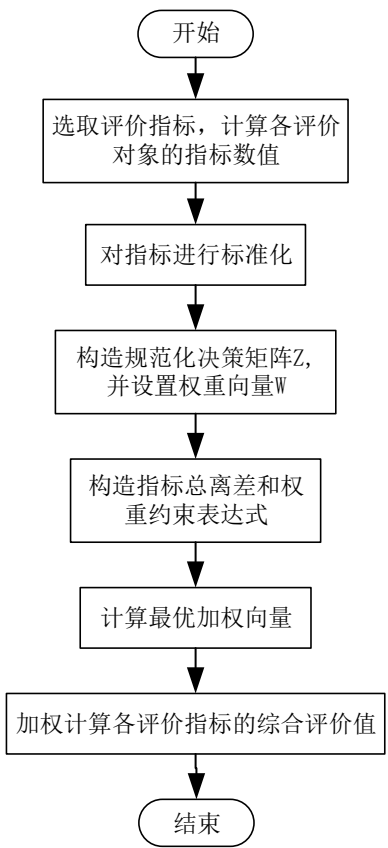 开始
选取评价指标，计算各评价
对象的指标数值
对指标进行标准化
构造规范化决策矩阵Z,
并设置权重向量W
构造指标总离差和权
重约束表达式
计算最优加权向量
加权计算各评价指标的综合评价值
结束